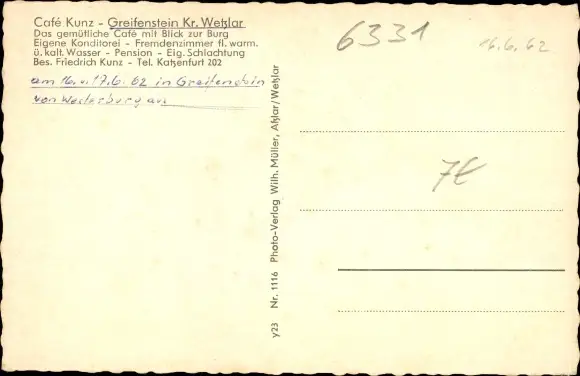 Café Kunz - Greifenstein Kr. Wetzlar
Das gemütliche Café mit Blick zur Burg
Eigene Konditorei - Fremdenzimmer fl. warm.
ü. kalt. Wasser - Pension - Eig. Schlachtung
Bes. Friedrich Kunz - Tel. Katzenfurt 202
am 16. u. 17.6.62 in Greifenstein
von Westerburg aus
y23 Nr. 1116 Photo-Verlag Wilh. Müller, Aßlar/Wetzlar
6331
16.6.62
7€